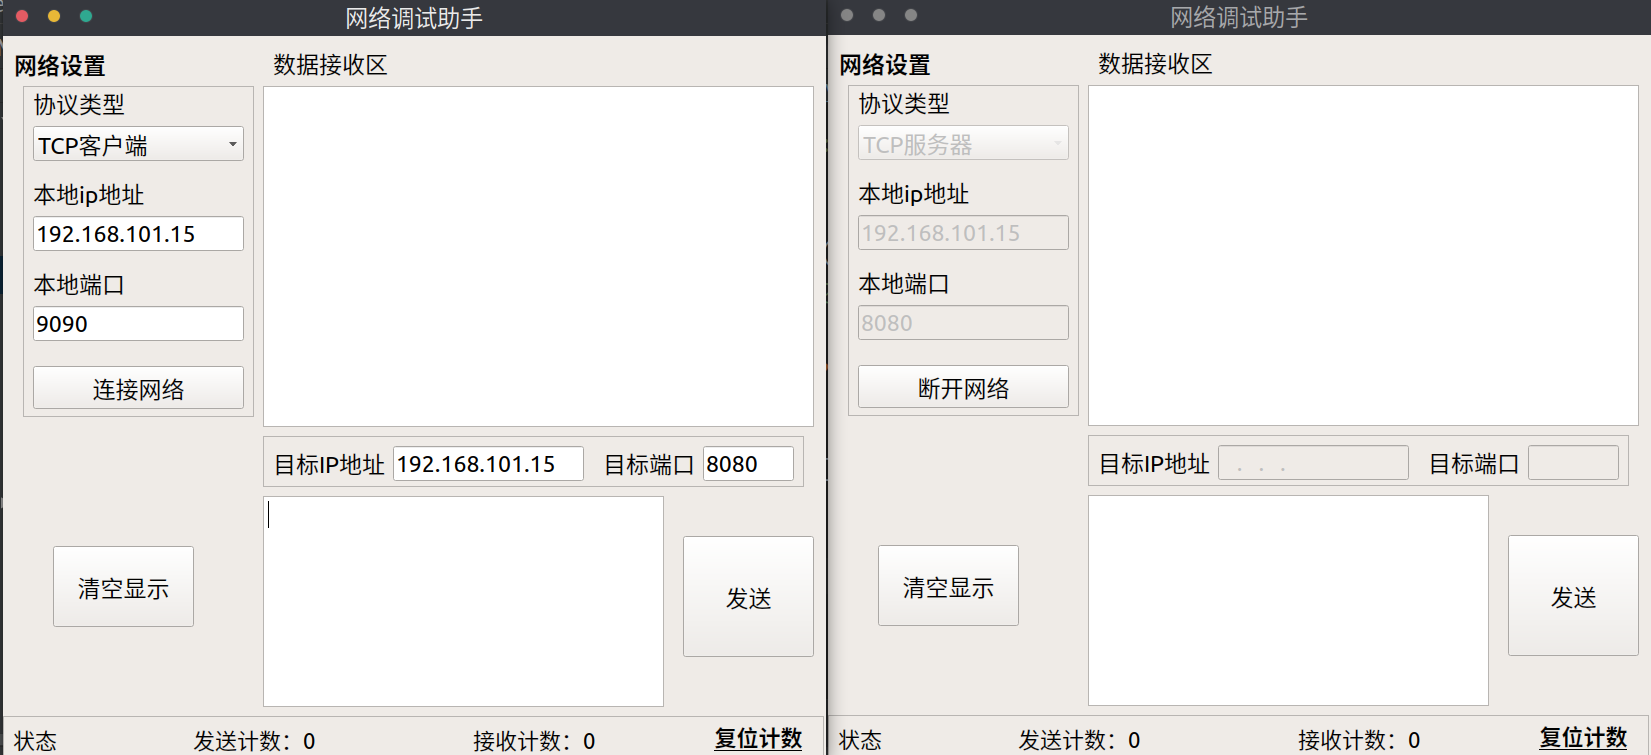 网络调试助手
网络设置
数据接收区
协议类型
TCP客户端
本地ip地址
192.168.101.15
本地端口
9090
连接网络
目标IP地址 192.168.101.15 目标端口 8080
清空显示
发送
状态 发送计数：0 接收计数：0 复位计数
网络调试助手
网络设置
数据接收区
协议类型
TCP服务器
本地ip地址
192.168.101.15
本地端口
8080
断开网络
目标IP地址 . . . 目标端口
清空显示
发送
状态 发送计数：0 接收计数：0 复位计数